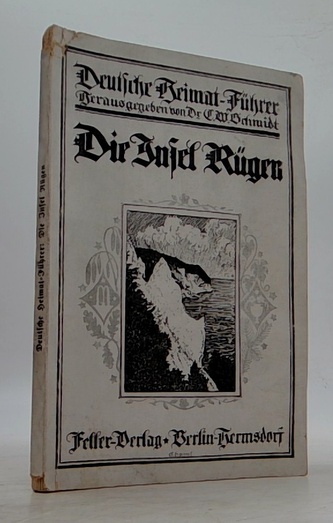 Deutsche Heimat-Führer
Herausgegeben von Dr. C.W. Schmidt
Die Insel Rügen
Feller-Verlag * Berlin-Hermsdorf
Deutsche Heimat-Führer: Die Insel Rügen